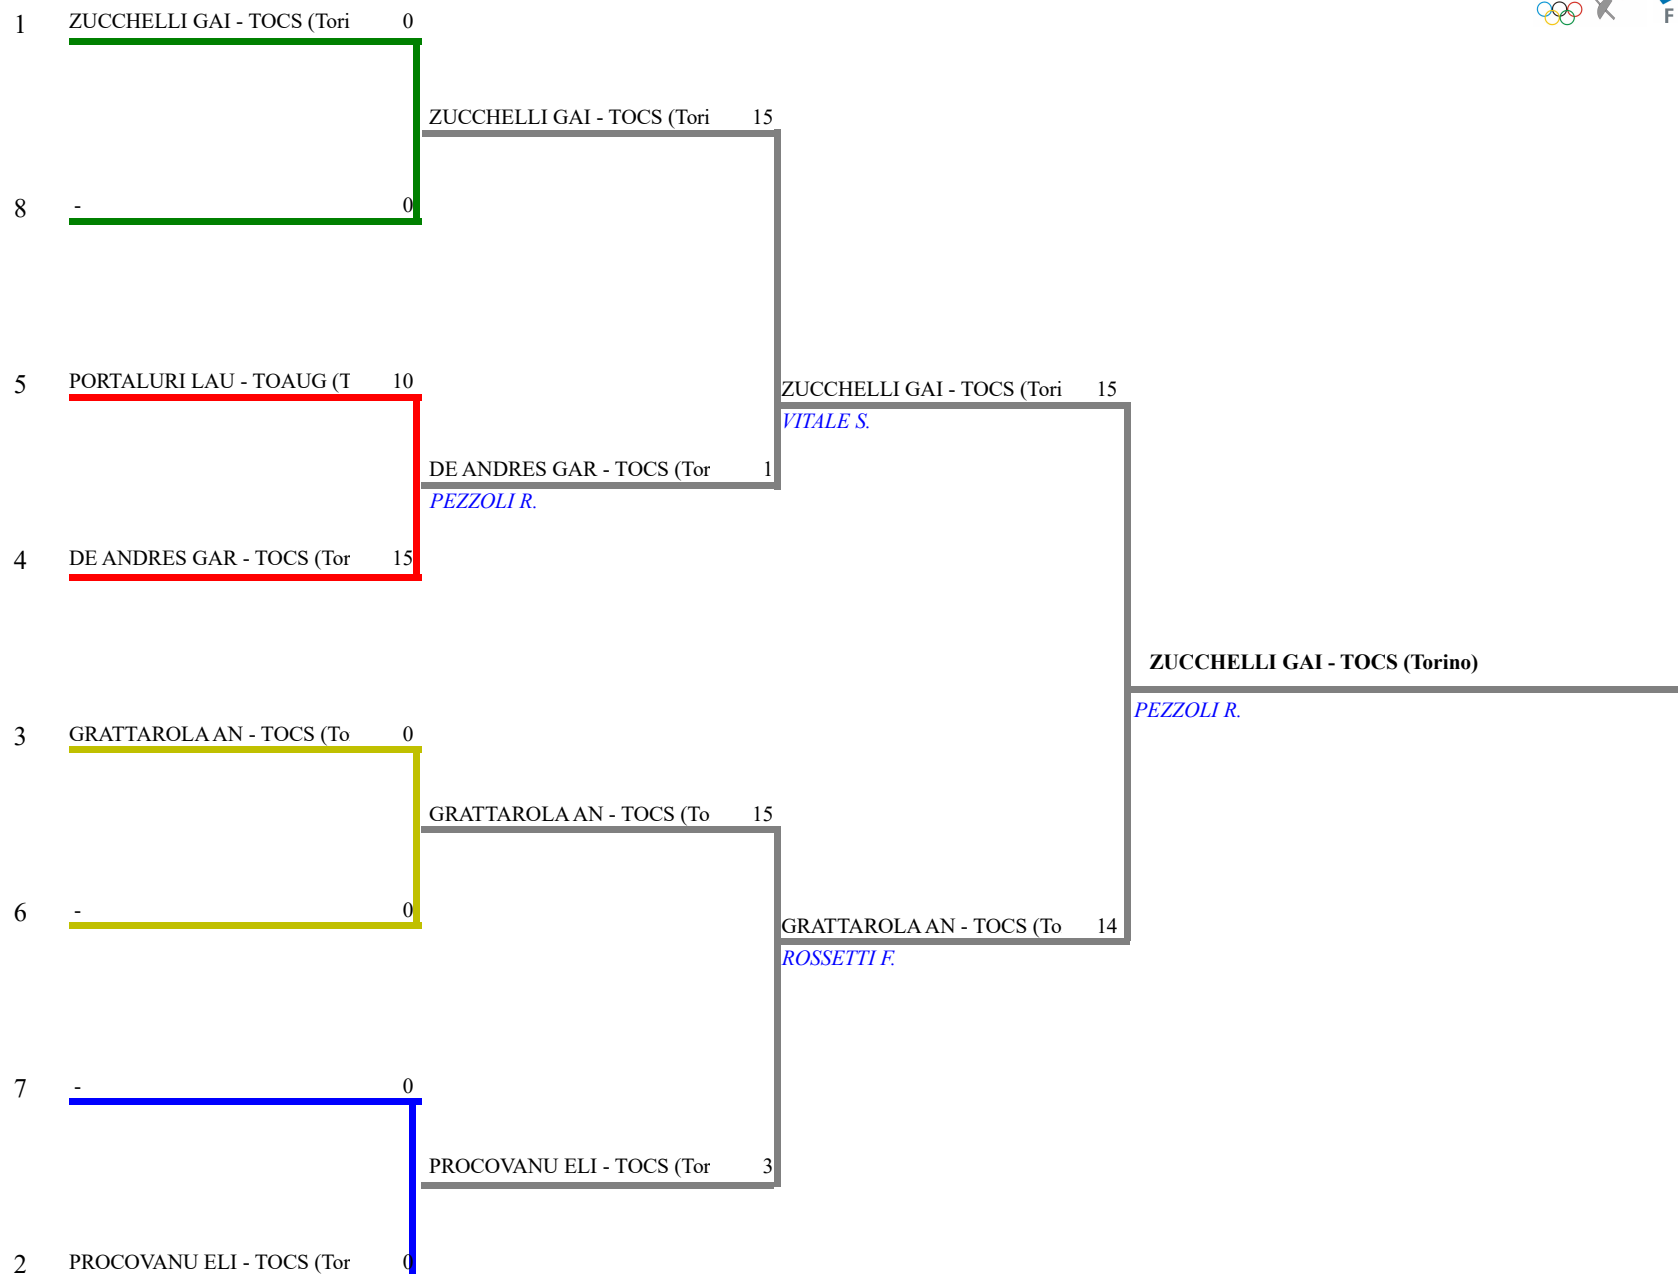 1 ZUCCHELLI GAI - TOCS (Tori 0
F
ZUCCHELLI GAI - TOCS (Tori 15
8 - 0
5 PORTALURI LAU - TOAUG (T 10
ZUCCHELLI GAI - TOCS (Tori 15
VITALE S.
DE ANDRES GAR - TOCS (Tor 1
PEZZOLI R.
4 DE ANDRES GAR - TOCS (Tor 15
ZUCCHELLI GAI - TOCS (Torino)
PEZZOLI R.
3 GRATTAROLA AN - TOCS (To 0
GRATTAROLA AN - TOCS (To 15
6 - 0
GRATTAROLA AN - TOCS (To 14
ROSSETTI F.
7 - 0
PROCOVANU ELI - TOCS (Tor 3
2 PROCOVANU ELI - TOCS (Tor 0